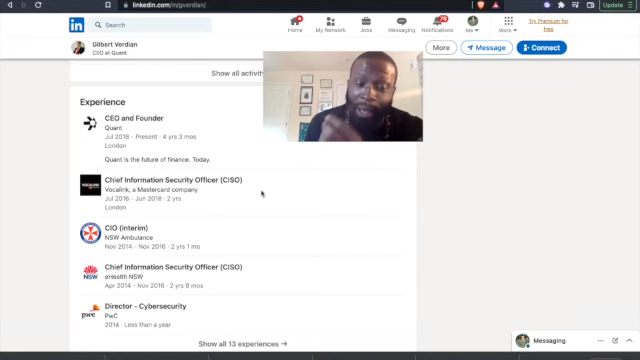 linkedin.com/in/gverdian/
Update
in
Search
Home
My Network
Jobs
Messaging
Notifications
Me
Work
Try Premium for
free
Gilbert Verdian
CEO at Quant
More
Message
Connect
Show all activity
Experience
CEO and Founder
Quant
Jul 2018 - Present · 4 yrs 3 mos
London
Quant is the future of finance. Today.
Chief Information Security Officer (CISO)
Vocalink, a Mastercard company
Jul 2016 - Jun 2018 · 2 yrs
London
VOCALINK
CIO (interim)
NSW Ambulance
Nov 2014 - Nov 2016 · 2 yrs 1 mo
Chief Information Security Officer (CISO)
eHealth NSW
Apr 2014 - Nov 2016 · 2 yrs 8 mos
NSW
Director - Cybersecurity
PwC
2014 · Less than a year
pwc
Show all 13 experiences →
Messaging